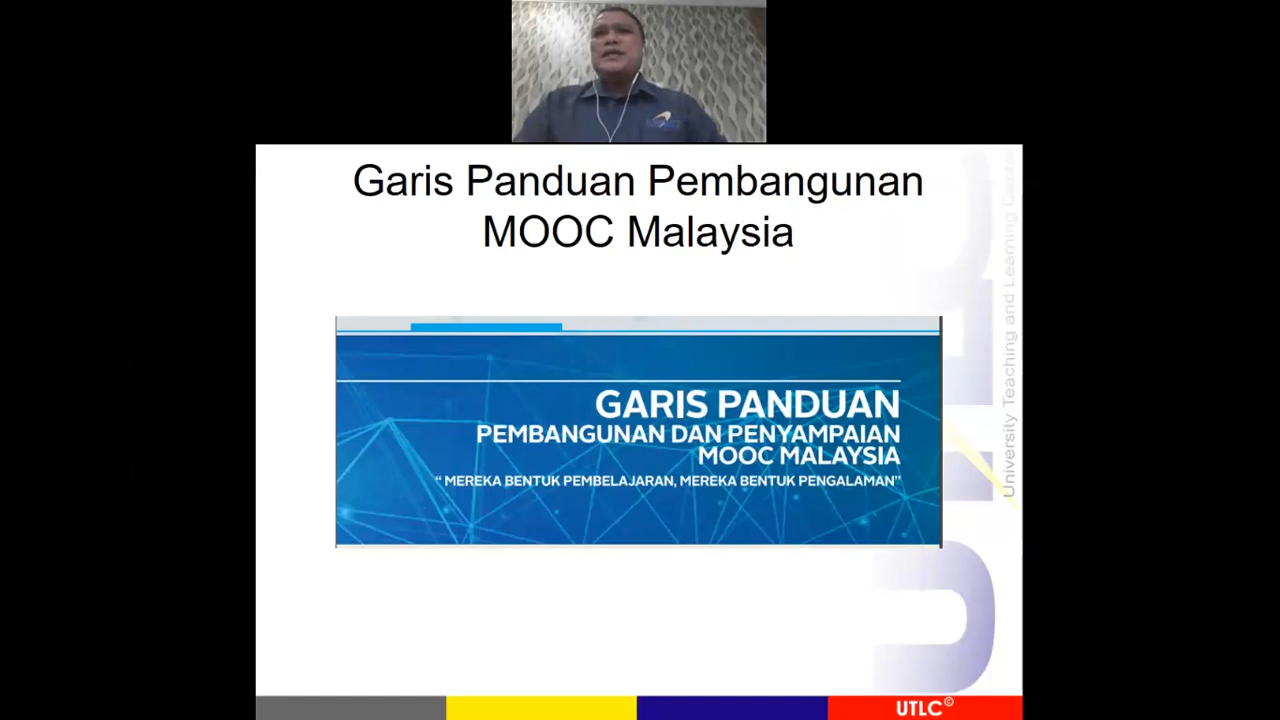 Garis Panduan Pembangunan
MOOC Malaysia
GARIS PANDUAN
PEMBANGUNAN DAN PENYAMPAIAN
MOOC MALAYSIA
“ MEREKA BENTUK PEMBELAJARAN, MEREKA BENTUK PENGALAMAN”
University Teaching and Learning
UTLC©